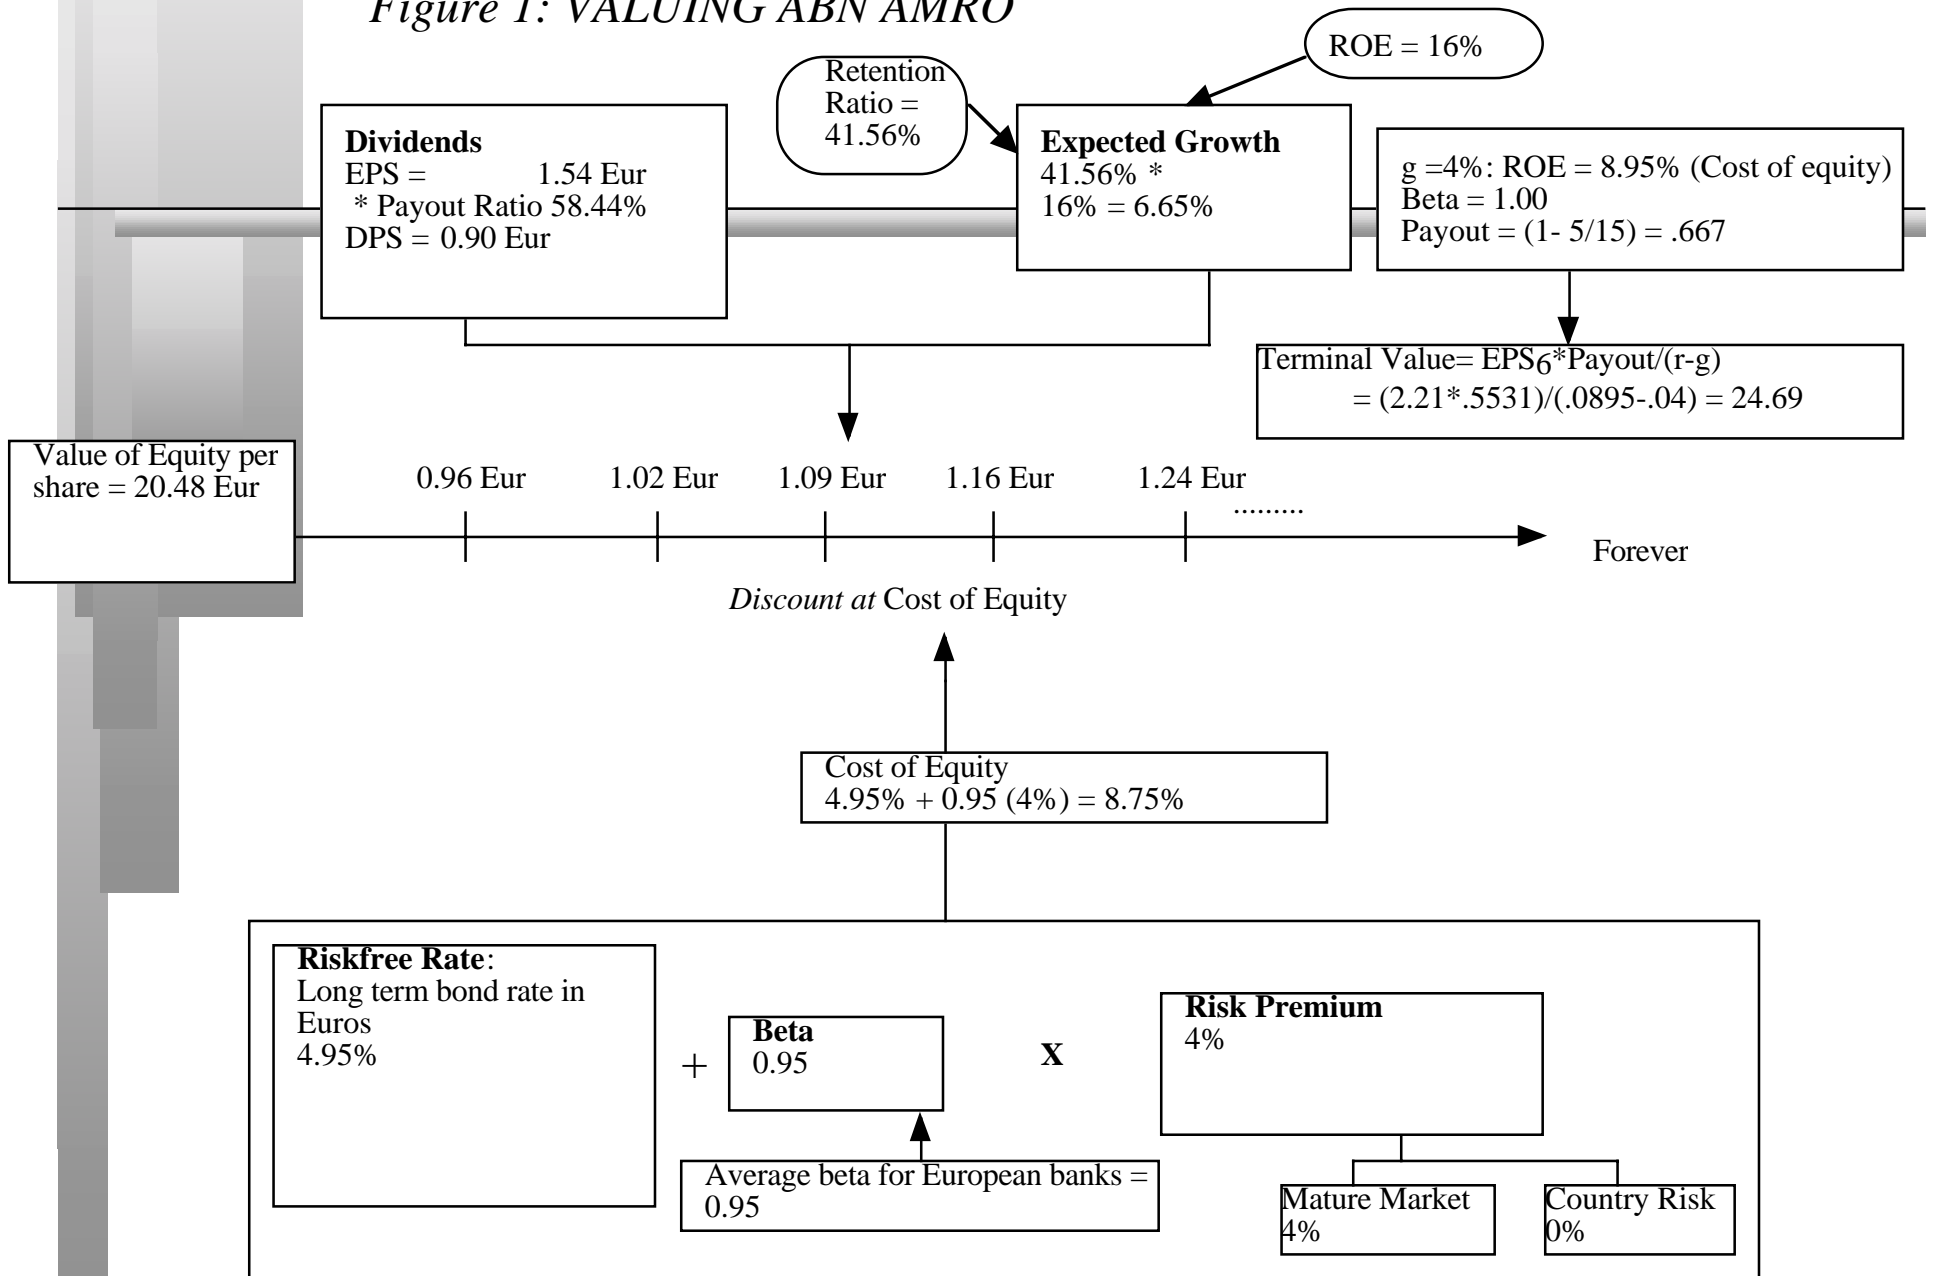 Figure 1: VALUING ABN AMRO
ROE = 16%
Retention
Ratio =
41.56%
Dividends
EPS = 1.54 Eur
* Payout Ratio 58.44%
DPS = 0.90 Eur
Expected Growth
41.56% *
16% = 6.65%
g =4%: ROE = 8.95% (Cost of equity)
Beta = 1.00
Payout = (1- 5/15) = .667
Terminal Value= EPS6*Payout/(r-g)
= (2.21*.5531)/(.0895-.04) = 24.69
Value of Equity per
share = 20.48 Eur
0.96 Eur 1.02 Eur 1.09 Eur 1.16 Eur 1.24 Eur
.........
Forever
Discount at Cost of Equity
Cost of Equity
4.95% + 0.95 (4%) = 8.75%
Riskfree Rate:
Long term bond rate in
Euros
4.95%
+
Beta
0.95
X
Risk Premium
4%
Average beta for European banks =
0.95
Mature Market
4%
Country Risk
0%